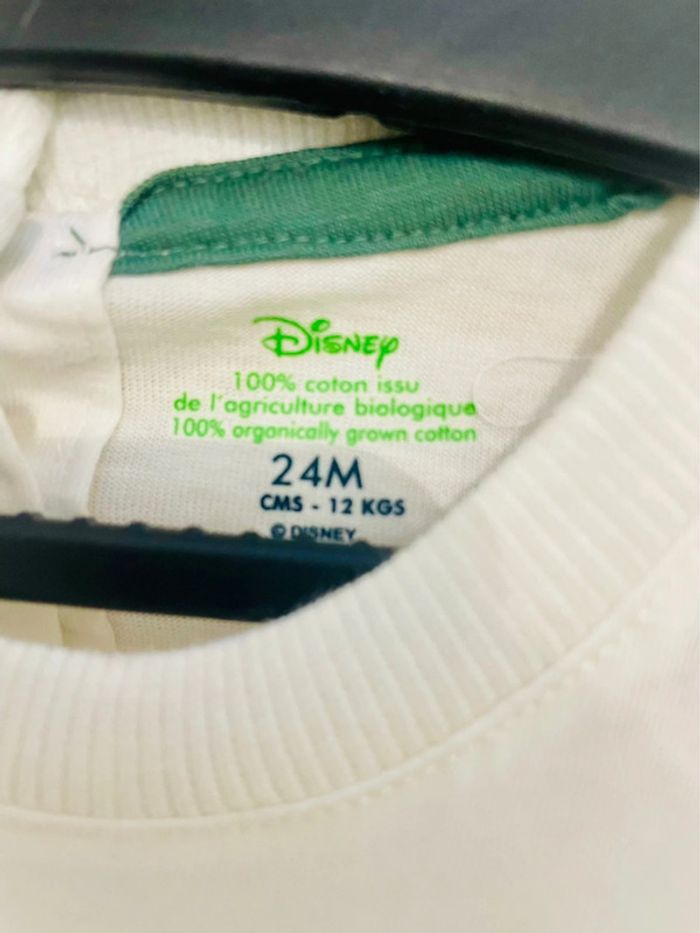 Disney
100% coton issu
de l'agriculture biologique
100% organically grown cotton
24M
CMS - 12 KGS
© DISNEY